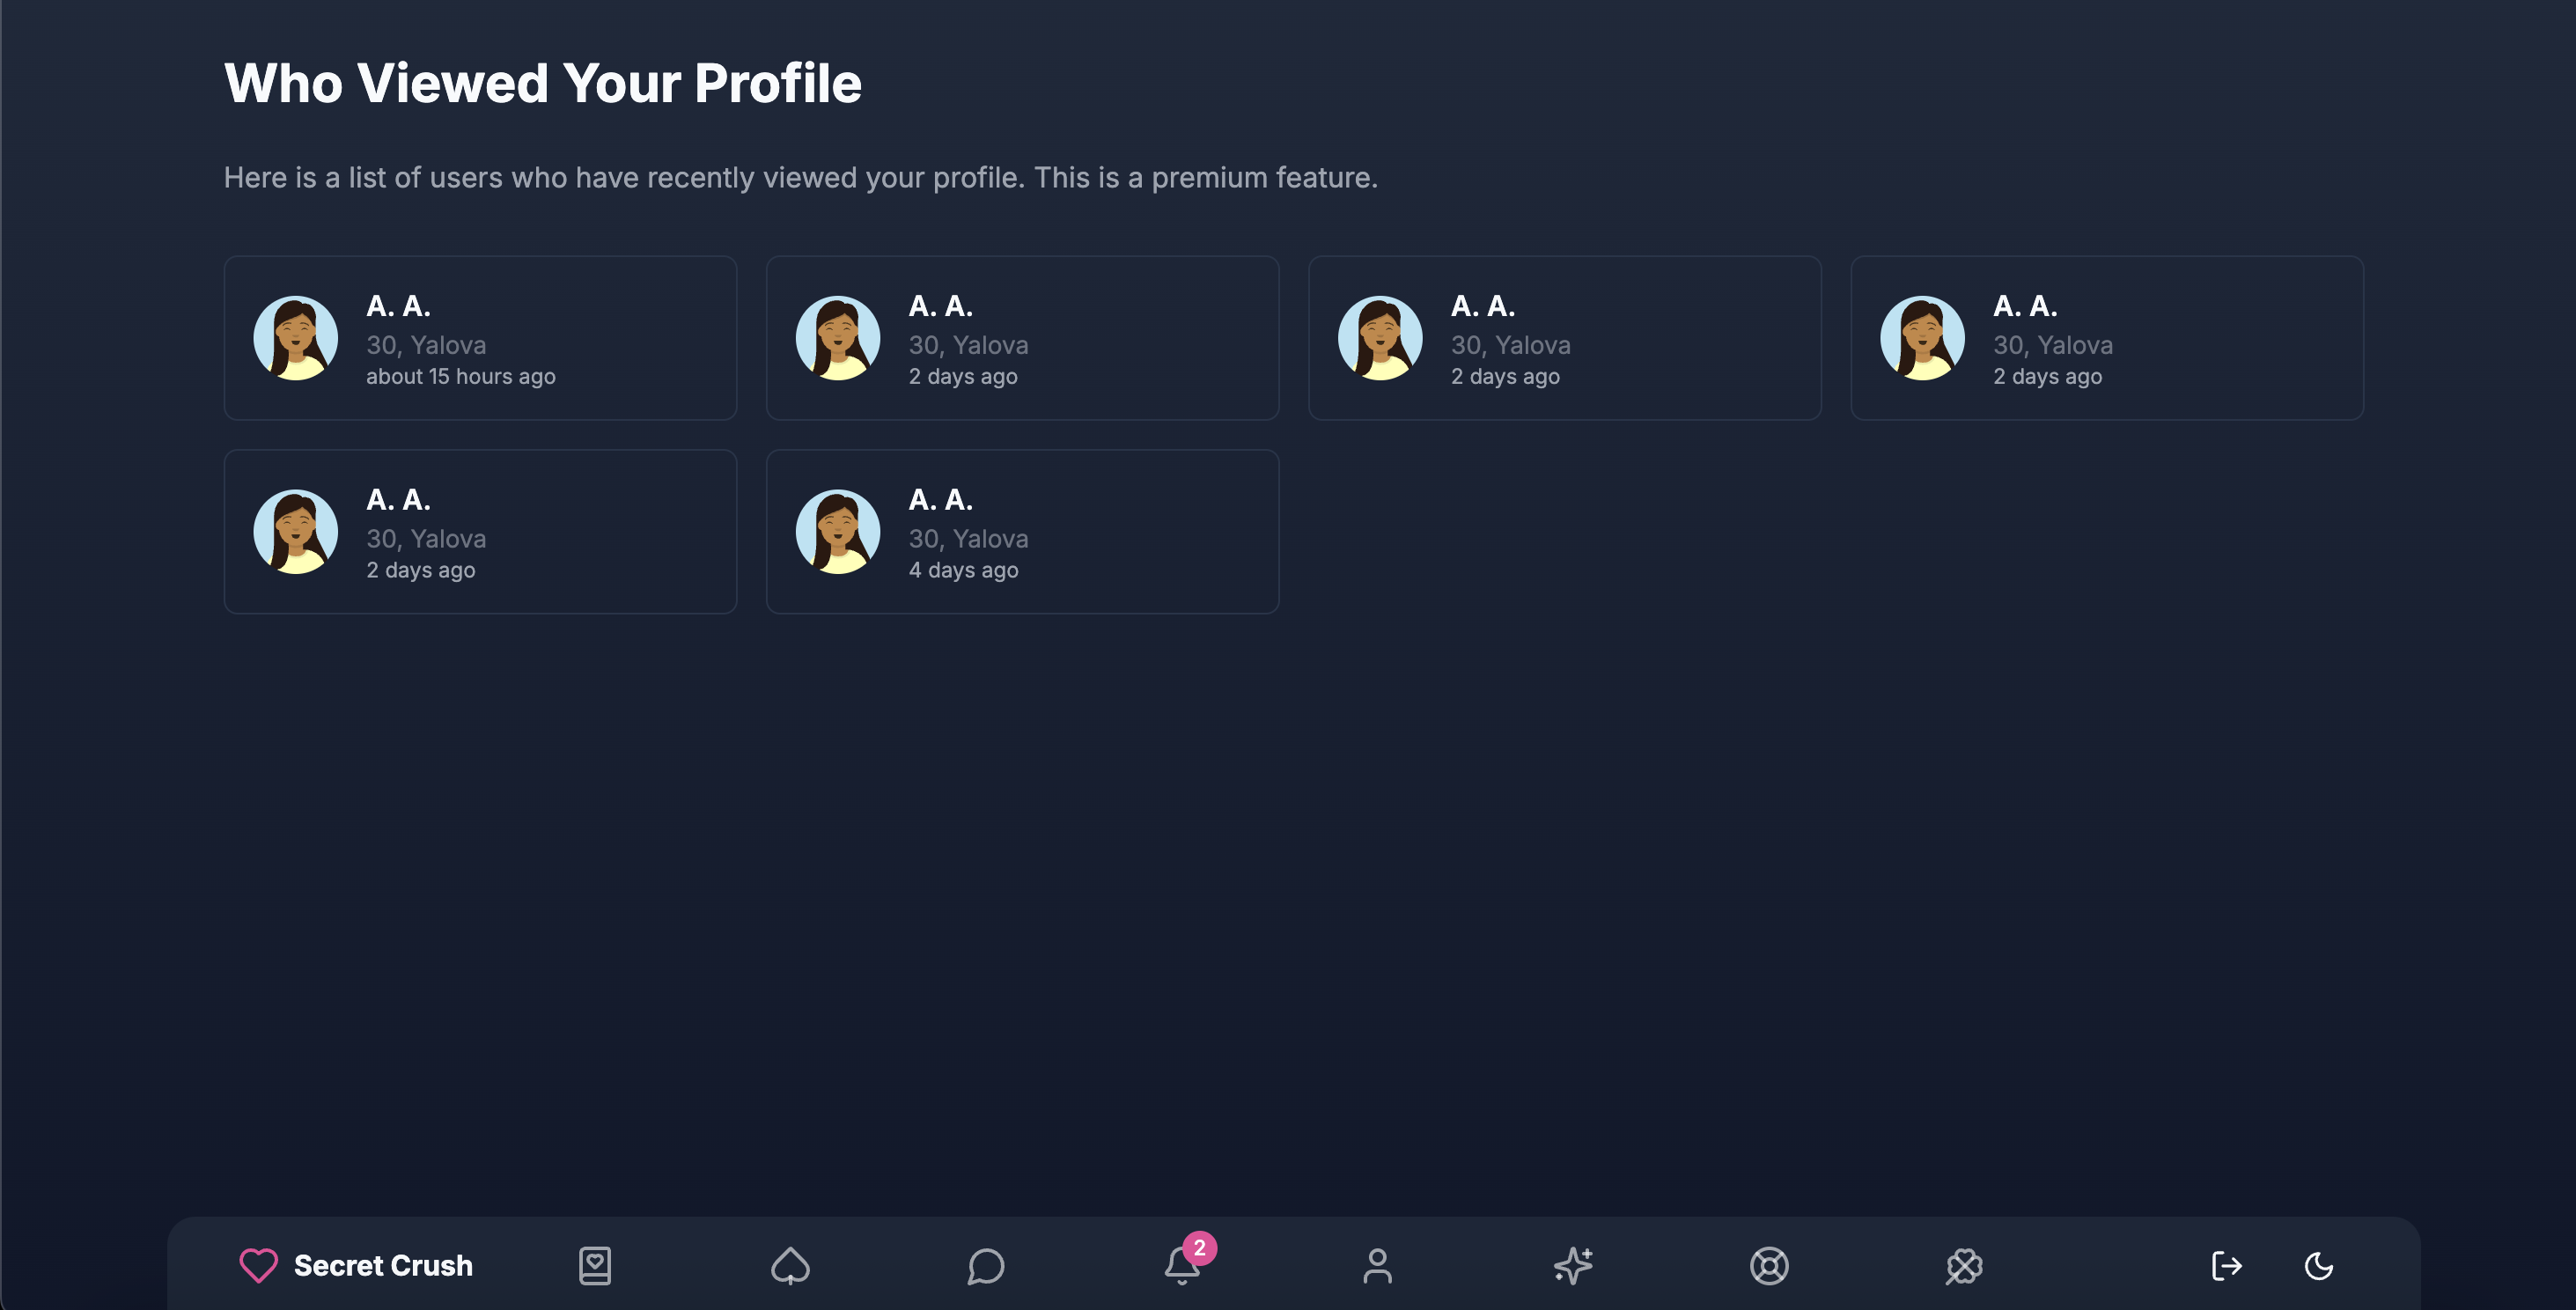 Who Viewed Your Profile
Here is a list of users who have recently viewed your profile. This is a premium feature.
A. A.
30, Yalova
about 15 hours ago
A. A.
30, Yalova
2 days ago
A. A.
30, Yalova
2 days ago
A. A.
30, Yalova
2 days ago
A. A.
30, Yalova
2 days ago
A. A.
30, Yalova
4 days ago
Secret Crush
2